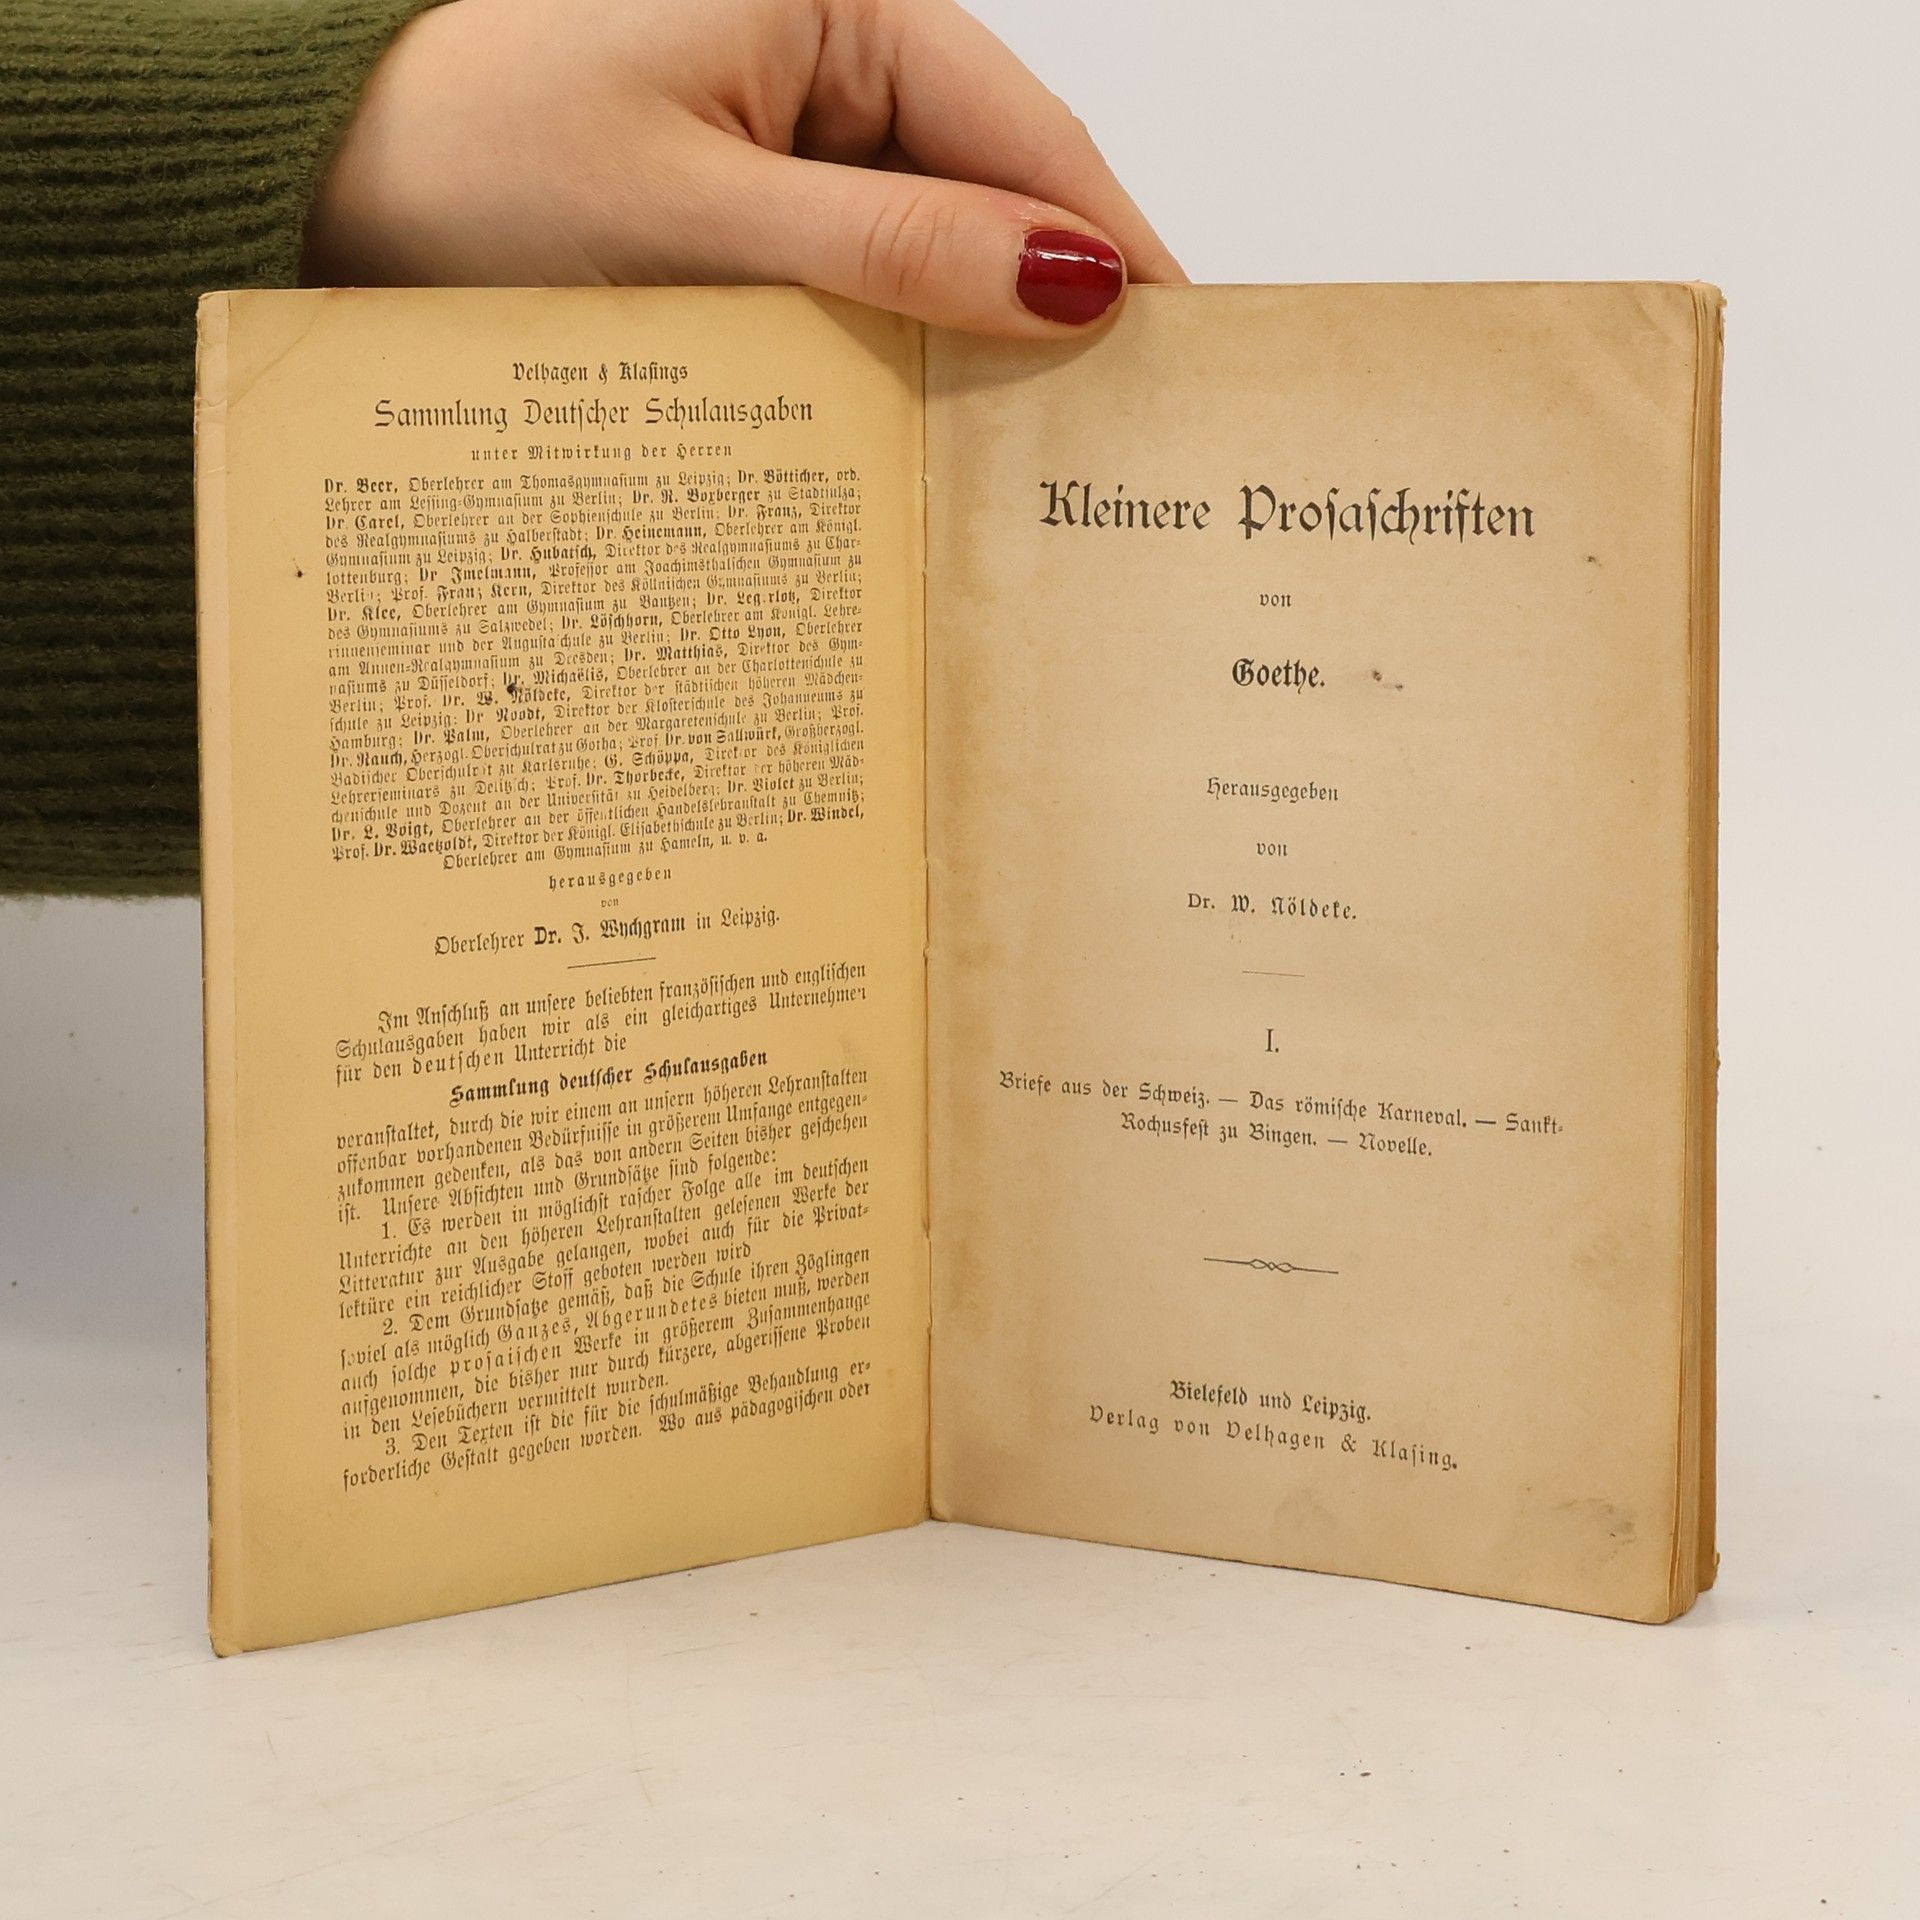 Velhagen & Klasings
Sammlung Deutscher Schulausgaben
unter Mitwirkung der Herren
Dr. Beer, Oberlehrer am Thomasgymnasium zu Leipzig; Dr. Bötticher, ord.
Lehrer am Lessing-Gymnasium zu Berlin; Dr. R. Boxberger zu Stadtsulza;
Dr. Carel, Oberlehrer an der Sophienschule zu Berlin; Dr. Franz, Direktor
des Realgymnasiums zu Halberstadt; Dr. Heinemann, Oberlehrer am Königl.
Gymnasium zu Leipzig; Dr. Hubatsch, Direktor des Realgymnasiums zu Char-
lottenburg; Dr Imelmann, Professor am Joachimsthalschen Gymnasium zu
Berlin; Prof. Franz Kern, Direktor des Köllnischen Gymnasiums zu Berlin;
Dr. Klee, Oberlehrer am Gymnasium zu Bautzen; Dr. Legerlotz, Direktor
des Gymnasiums zu Salzwedel; Dr. Löschhorn, Oberlehrer am Königl. Lehre-
rinnenseminar und der Augustaschule zu Berlin; Dr. Otto Lyon, Oberlehrer
am Annen-Realgymnasium zu Dresden; Dr. Matthias, Direktor des Gym-
nasiums zu Düsseldorf; Dr. Michaëlis, Oberlehrer an der Charlottenschule zu
Berlin; Prof. Dr. W. Nöldeke, Direktor der städtischen höheren Mädchen-
schule zu Leipzig; Dr Noodt, Direktor der Klosterschule des Johanneums zu
Hamburg; Dr. Palm, Oberlehrer an der Margaretenschule zu Berlin; Prof.
Dr. Rauch, Herzogl. Oberschulrat zu Gotha; Prof Dr. von Sallwürk, Großherzogl.
Badischer Oberschulrat zu Karlsruhe; G. Schöppa, Direktor des Königlichen
Lehrerseminars zu Delitzsch; Prof. Dr. Thorbecke, Direktor der höheren Mäd-
chenschule und Dozent an der Universität zu Heidelberg; Dr. Violet zu Berlin;
Dr. L. Voigt, Oberlehrer an der öffentlichen Handelslehranstalt zu Chemnitz;
Prof. Dr. Waetzoldt, Direktor der Königl. Elisabethschule zu Berlin; Dr. Windel,
Oberlehrer am Gymnasium zu Hameln, u. v. a.
herausgegeben
von
Oberlehrer Dr. J. Wychgram in Leipzig.
Im Anschluß an unsere beliebten französischen und englischen
Schulausgaben haben wir als ein gleichartiges Unternehmen
für den deutschen Unterricht die
Sammlung deutscher Schulausgaben
veranstaltet, durch die wir einem an unsern höheren Lehranstalten
offenbar vorhandenen Bedürfnisse in größerem Umfange entgegen-
zukommen gedenken, als das von andern Seiten bisher geschehen
ist. Unsere Absichten und Grundsätze sind folgende:
1. Es werden in möglichst rascher Folge alle im deutschen
Unterrichte an den höheren Lehranstalten gelesenen Werke der
Litteratur zur Ausgabe gelangen, wobei auch für die Privat-
lektüre ein reichlicher Stoff geboten werden wird
2. Dem Grundsatze gemäß, daß die Schule ihren Zöglingen
soviel als möglich Ganzes, Abgerundetes bieten muß, werden
auch solche prosaischen Werke in größerem Zusammenhange
aufgenommen, die bisher nur durch kürzere, abgerissene Proben
in den Lesebüchern vermittelt wurden.
3. Den Texten ist die für die schulmäßige Behandlung er-
forderliche Gestalt gegeben worden. Wo aus pädagogischen oder
Kleinere Prosaschriften
von
Goethe.
Herausgegeben
von
Dr. W. Nöldeke.
I.
Briefe aus der Schweiz. — Das römische Karneval. — Sankt-
Rochusfest zu Bingen. — Novelle.
Bielefeld und Leipzig.
Verlag von Velhagen & Klasing.